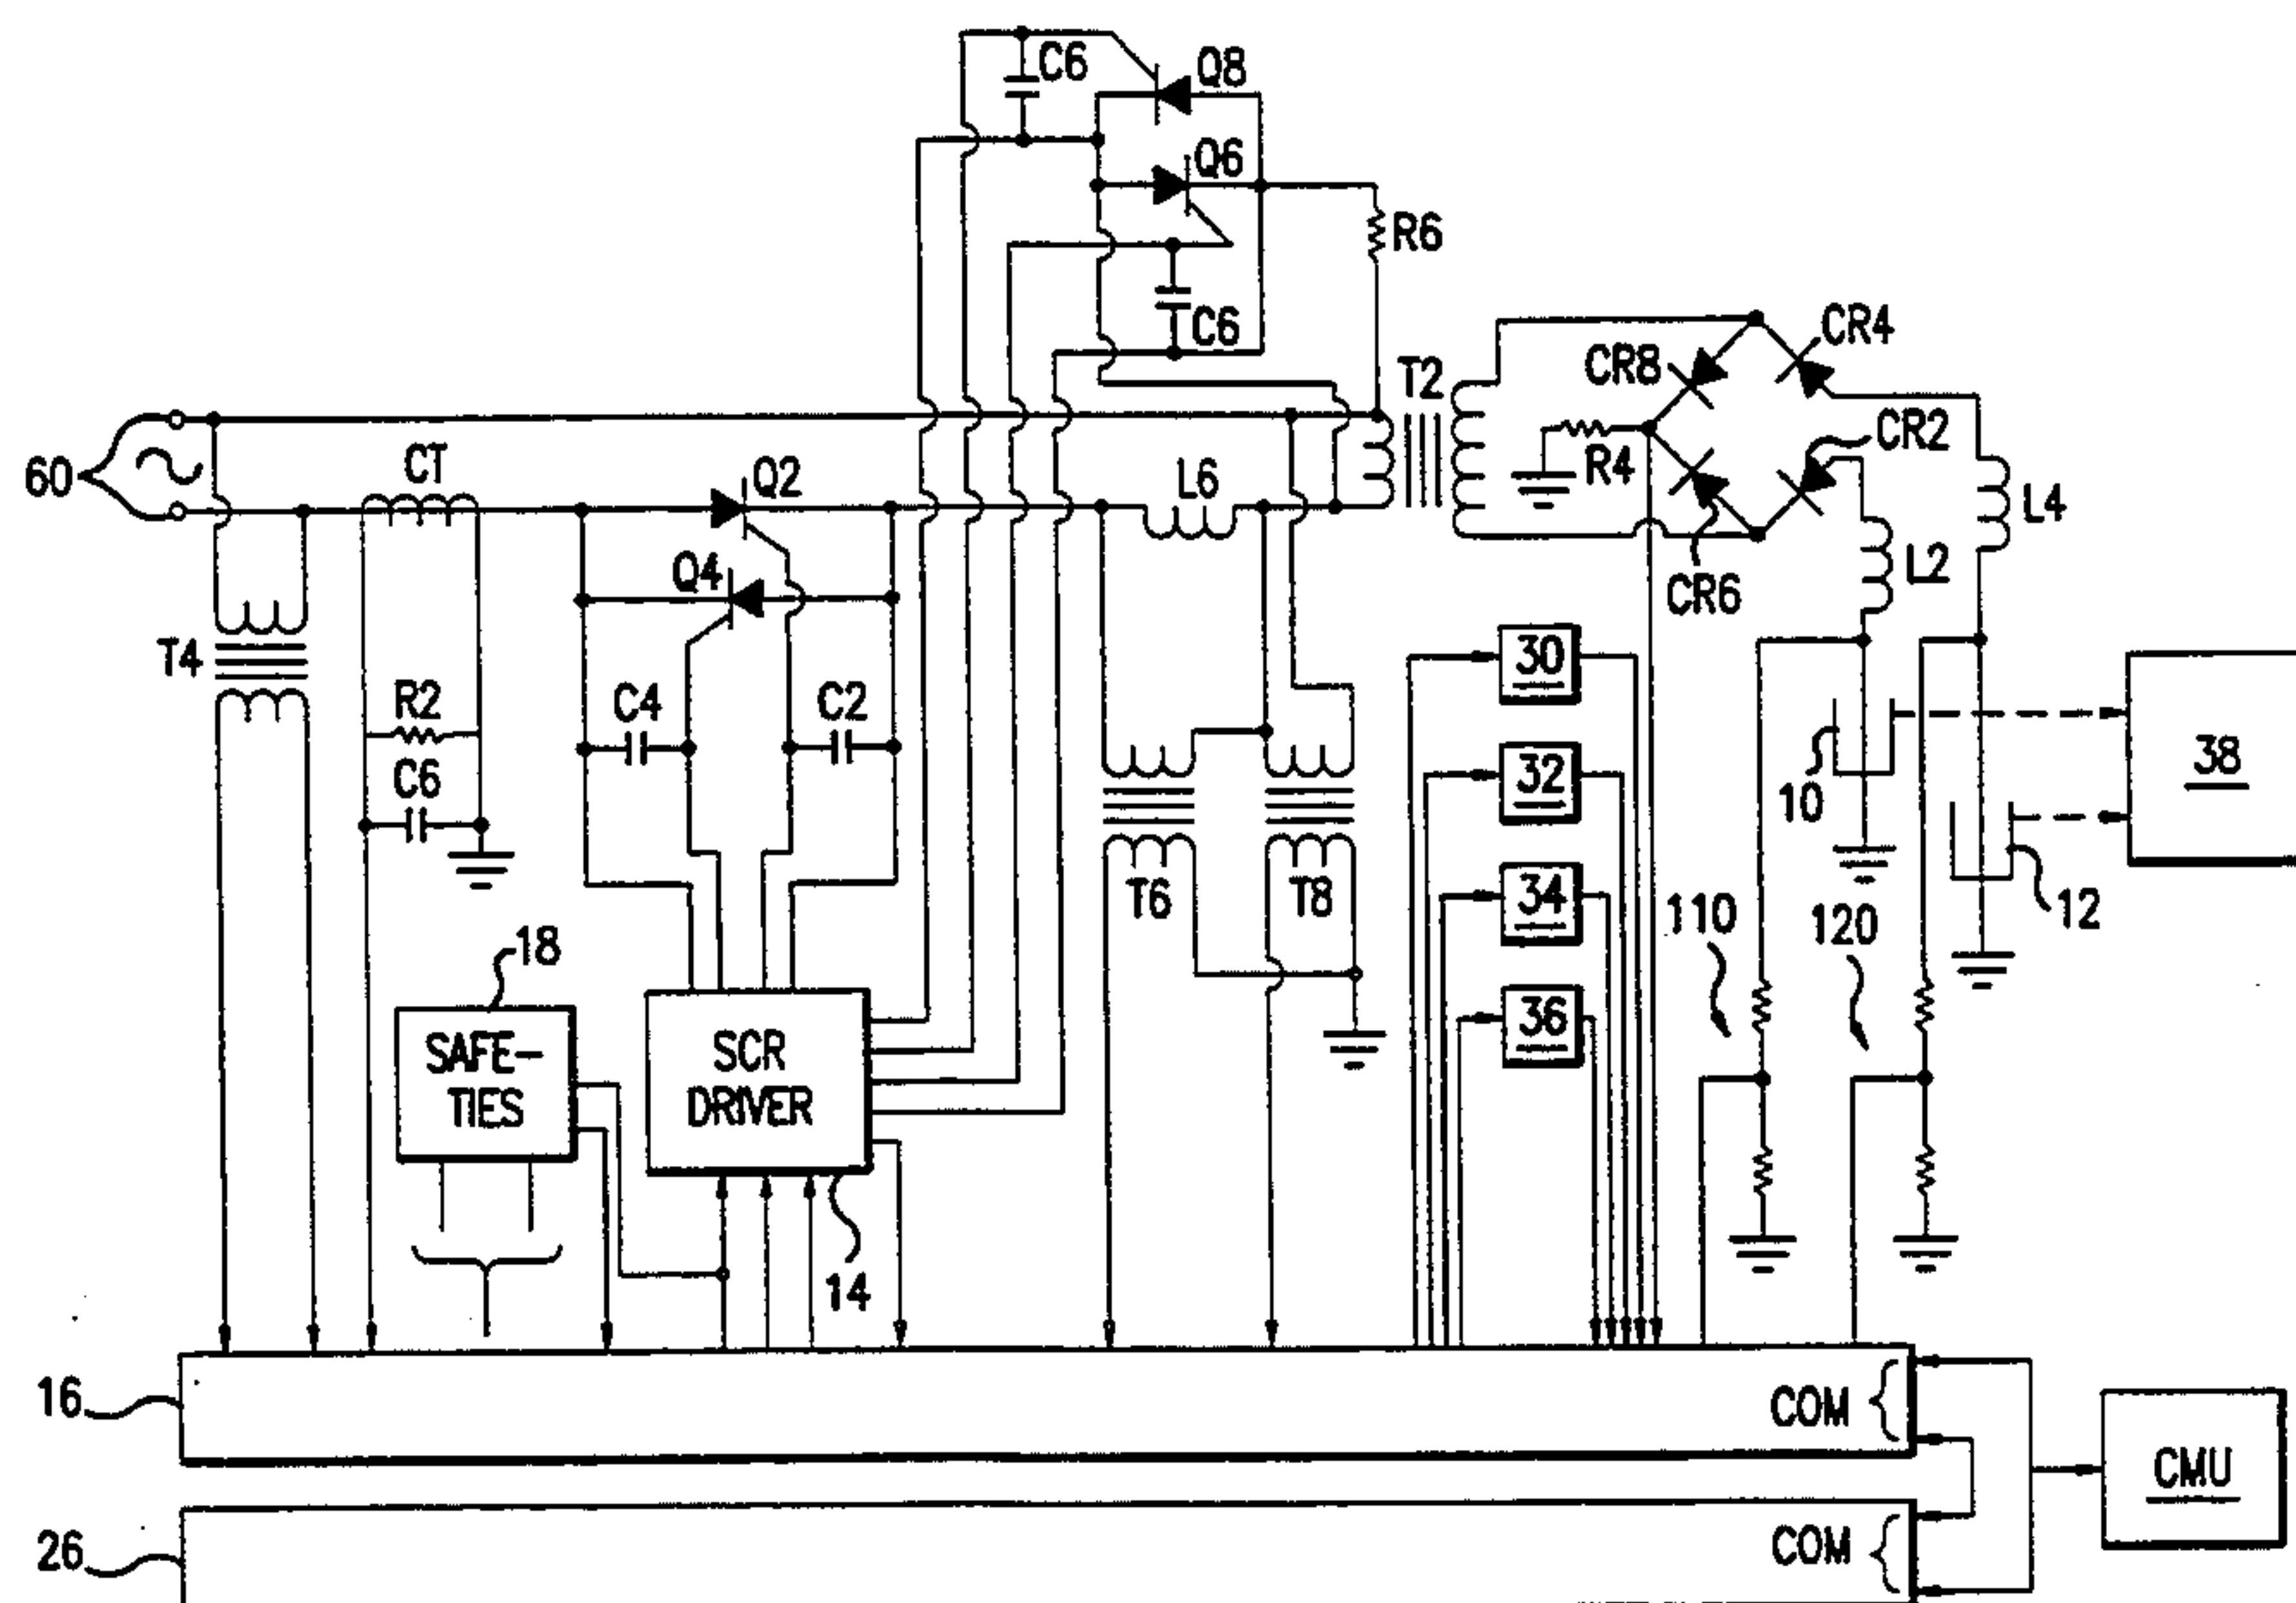 C6
Q8
Q6
R6
C6
CR4
T2
CR8
CR2
60
CT
Q2
L6
R4
L4
Q4
L2
CR6
T4
30
R2
C4
C2
38
C6
32
10
T6
T8
34
110
120
12
18
36
SAFE-
TIES
SCR
DRIVER
14
16
COM
CMU
26
COM